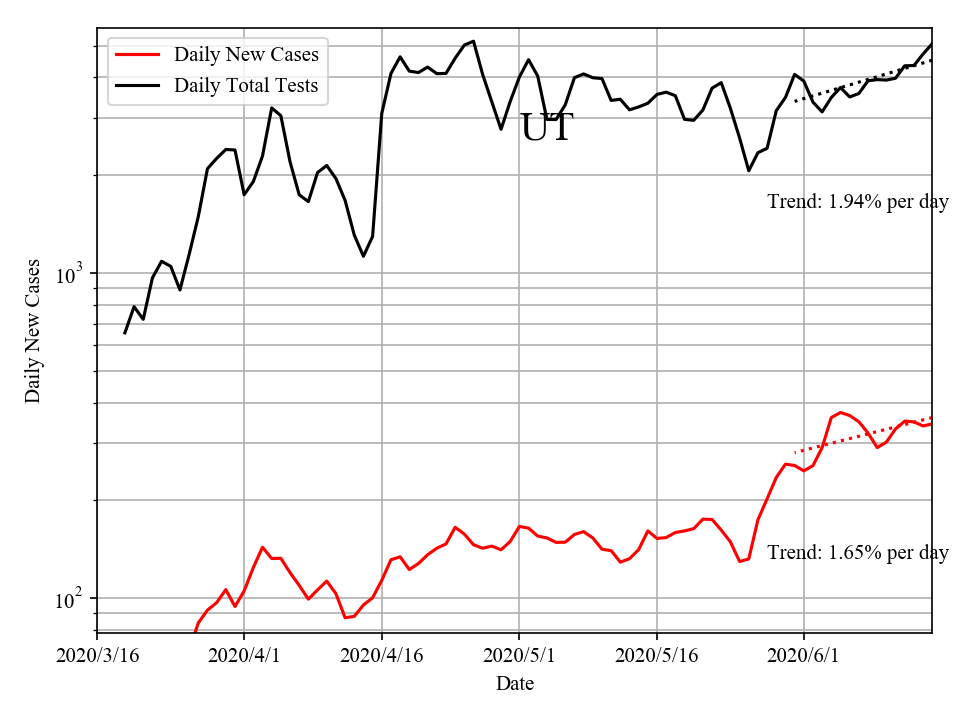 Daily New Cases
Daily Total Tests
UT
Trend: 1.94% per day
10^3
Daily New Cases
Trend: 1.65% per day
10^2
2020/3/16 2020/4/1 2020/4/16 2020/5/1 2020/5/16 2020/6/1
Date